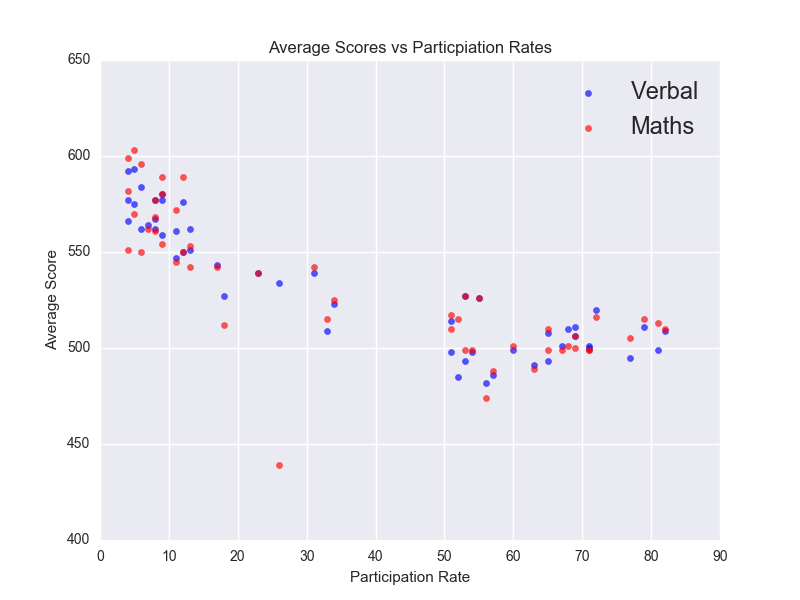 Average Scores vs Particpiation Rates
650
600
550
500
450
400
Average Score
Verbal
Maths
0 10 20 30 40 50 60 70 80 90
Participation Rate